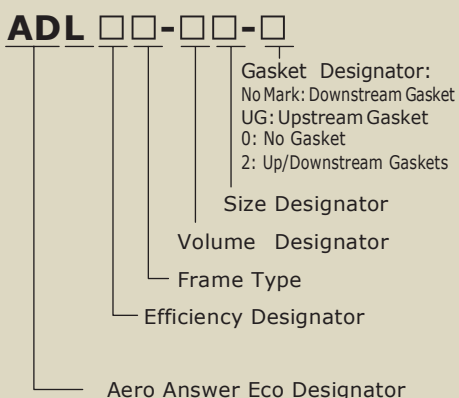 ADL □□-□□-□
Gasket Designator:
No Mark: Downstream Gasket
UG: Upstream Gasket
0: No Gasket
2: Up/Downstream Gaskets
Size Designator
Volume Designator
Frame Type
Efficiency Designator
Aero Answer Eco Designator